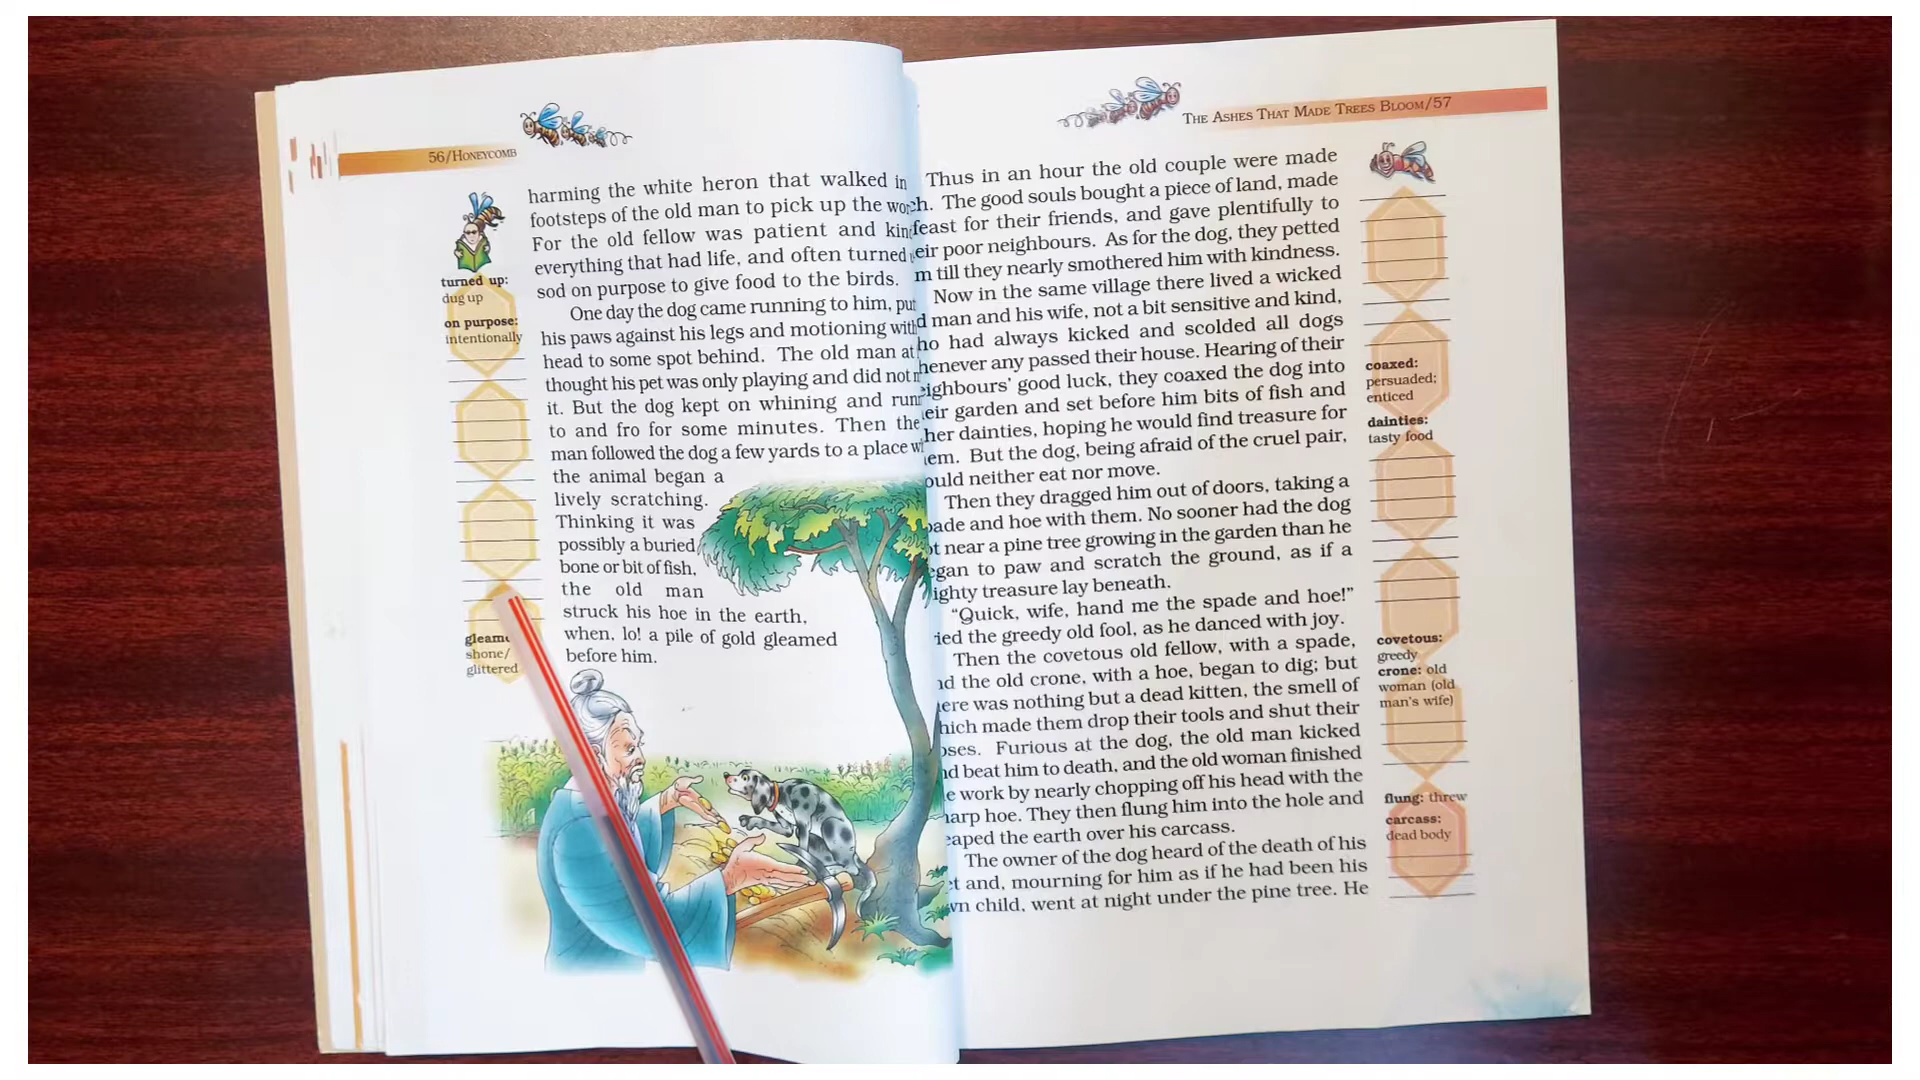 56/HONEYCOMB
harming the white heron that walked in
footsteps of the old man to pick up the
For the old fellow was patient and
everything that had life, and often turned
sod on purpose to give food to the birds.
One day the dog came running to him, put
his paws against his legs and motioning with
head to some spot behind. The old man at
thought his pet was only playing and did not
it. But the dog kept on whining and
to and fro for some minutes. Then the
man followed the dog a few yards to a place
the animal began a
lively scratching.
Thinking it was
possibly a buried
bone or bit of fish,
the old man
struck his hoe in the earth,
when, lo! a pile of gold gleamed
before him.
turned up:
dug up
on purpose:
intentionally
shone/
glittered
THE ASHES THAT MADE TREES BLOOM/57
Thus in an hour the old couple were made
The good souls bought a piece of land, made
feast for their friends, and gave plentifully to
poor neighbours. As for the dog, they petted
till they nearly smothered him with kindness.
Now in the same village there lived a wicked
man and his wife, not a bit sensitive and kind,
had always kicked and scolded all dogs
any passed their house. Hearing of their
good luck, they coaxed the dog into
garden and set before him bits of fish and
dainties, hoping he would find treasure for
But the dog, being afraid of the cruel pair,
neither eat nor move.
Then they dragged him out of doors, taking a
and hoe with them. No sooner had the dog
near a pine tree growing in the garden than he
to paw and scratch the ground, as if a
treasure lay beneath.
“Quick, wife, hand me the spade and hoe!”
the greedy old fool, as he danced with joy.
Then the covetous old fellow, with a spade,
the old crone, with a hoe, began to dig; but
was nothing but a dead kitten, the smell of
made them drop their tools and shut their
Furious at the dog, the old man kicked
beat him to death, and the old woman finished
work by nearly chopping off his head with the
hoe. They then flung him into the hole and
the earth over his carcass.
The owner of the dog heard of the death of his
and, mourning for him as if he had been his
child, went at night under the pine tree. He
coaxed:
persuaded;
enticed
dainties:
tasty food
covetous:
greedy
crone: old
woman (old
man's wife)
flung: threw
carcass:
dead body